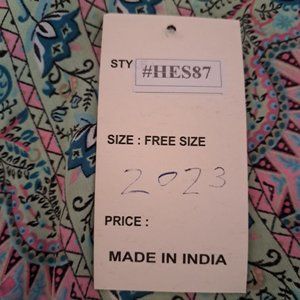 STY #HES87
SIZE : FREE SIZE
2023
PRICE :
MADE IN INDIA